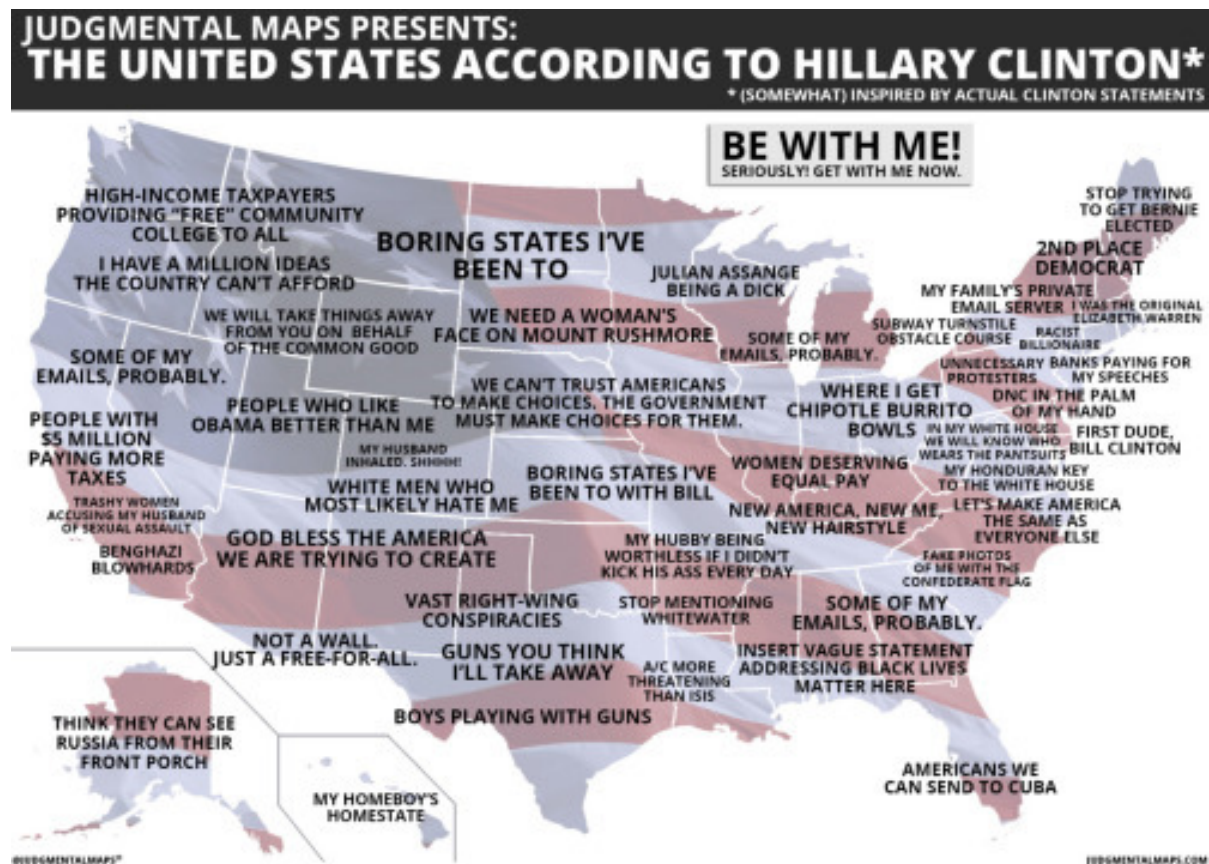 JUDGMENTAL MAPS PRESENTS:
THE UNITED STATES ACCORDING TO HILLARY CLINTON*
* (SOMEWHAT) INSPIRED BY ACTUAL CLINTON STATEMENTS
BE WITH ME!
SERIOUSLY! GET WITH ME NOW.
HIGH-INCOME TAXPAYERS
PROVIDING "FREE" COMMUNITY
COLLEGE TO ALL
I HAVE A MILLION IDEAS
THE COUNTRY CAN'T AFFORD
BORING STATES I'VE
BEEN TO
JULIAN ASSANGE
BEING A DICK
STOP TRYING
TO GET BERNIE
ELECTED
2ND PLACE
DEMOCRAT
MY FAMILY'S PRIVATE
EMAIL SERVER
I WAS THE ORIGINAL
ELIZABETH WARREN
WE WILL TAKE THINGS AWAY
FROM YOU ON BEHALF
OF THE COMMON GOOD
WE NEED A WOMAN'S
FACE ON MOUNT RUSHMORE
SOME OF MY
EMAILS, PROBABLY.
SUBWAY TURNSTILE
OBSTACLE COURSE
RACIST
BILLIONAIRE
SOME OF MY
EMAILS, PROBABLY.
UNNECESSARY
PROTESTERS
BANKS PAYING FOR
MY SPEECHES
PEOPLE WHO LIKE
OBAMA BETTER THAN ME
WE CAN'T TRUST AMERICANS
TO MAKE CHOICES. THE GOVERNMENT
MUST MAKE CHOICES FOR THEM.
WHERE I GET
CHIPOTLE BURRITO
BOWLS
DNC IN THE PALM
OF MY HAND
IN MY WHITE HOUSE
WE WILL KNOW WHO
WEARS THE PANTSUITS
FIRST DUDE,
BILL CLINTON
PEOPLE WITH
$5 MILLION
PAYING MORE
TAXES
MY HUSBAND
INHALED. SHHHH!
WHITE MEN WHO
MOST LIKELY HATE ME
BORING STATES I'VE
BEEN TO WITH BILL
WOMEN DESERVING
EQUAL PAY
MY HONDURAN KEY
TO THE WHITE HOUSE
TRASHY WOMEN
ACCUSING MY HUSBAND
OF SEXUAL ASSAULT
NEW AMERICA, NEW ME,
NEW HAIRSTYLE
LET'S MAKE AMERICA
THE SAME AS
EVERYONE ELSE
BENGHAZI
BLOWHARDS
GOD BLESS THE AMERICA
WE ARE TRYING TO CREATE
MY HUBBY BEING
WORTHLESS IF I DIDN'T
KICK HIS ASS EVERY DAY
FAKE PHOTOS
OF ME WITH THE
CONFEDERATE FLAG
VAST RIGHT-WING
CONSPIRACIES
STOP MENTIONING
WHITEWATER
SOME OF MY
EMAILS, PROBABLY.
NOT A WALL.
JUST A FREE-FOR-ALL.
GUNS YOU THINK
I'LL TAKE AWAY
A/C MORE
THREATENING
THAN ISIS
INSERT VAGUE STATEMENT
ADDRESSING BLACK LIVES
MATTER HERE
BOYS PLAYING WITH GUNS
THINK THEY CAN SEE
RUSSIA FROM THEIR
FRONT PORCH
MY HOMEBOY'S
HOMESTATE
AMERICANS WE
CAN SEND TO CUBA
@JUDGMENTALMAPS
JUDGMENTALMAPS.COM